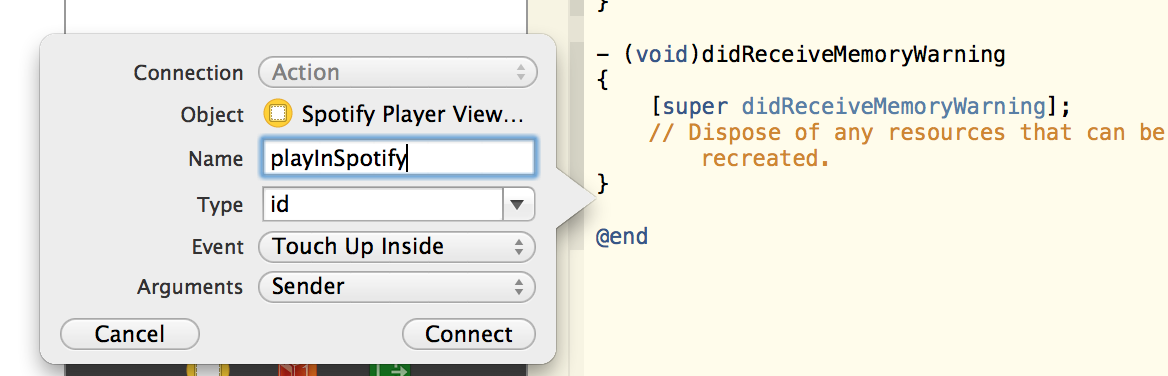 }
- (void)didReceiveMemoryWarning
{
[super didReceiveMemoryWarning];
// Dispose of any resources that can be
recreated.
}
@end
Connection Action
Object Spotify Player View...
Name playInSpotify
Type id
Event Touch Up Inside
Arguments Sender
Cancel Connect